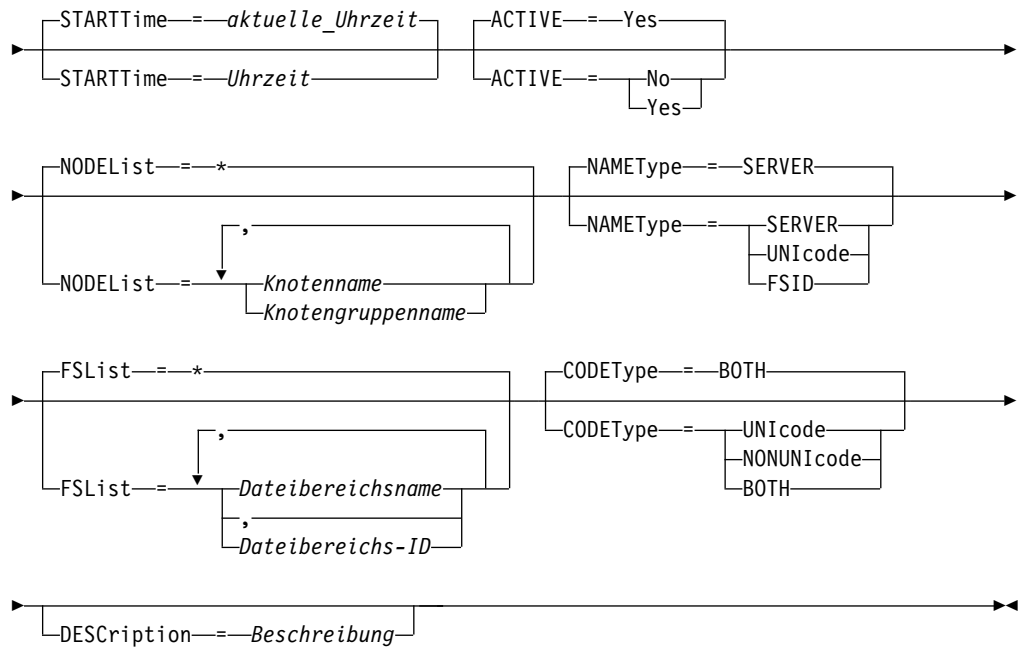 STARTTime = aktuelle_Uhrzeit ACTIVE = Yes
STARTTime = Uhrzeit ACTIVE = No
Yes
NODEList = * NAMEType = SERVER
, NAMEType = SERVER
UNIcode
NODEList = Knotenname FSID
Knotengruppenname
FSList = * CODEType = BOTH
, CODEType = UNIcode
NONUNIcode
FSList = Dateibereichsname BOTH
,
Dateibereichs-ID
DESCription = Beschreibung